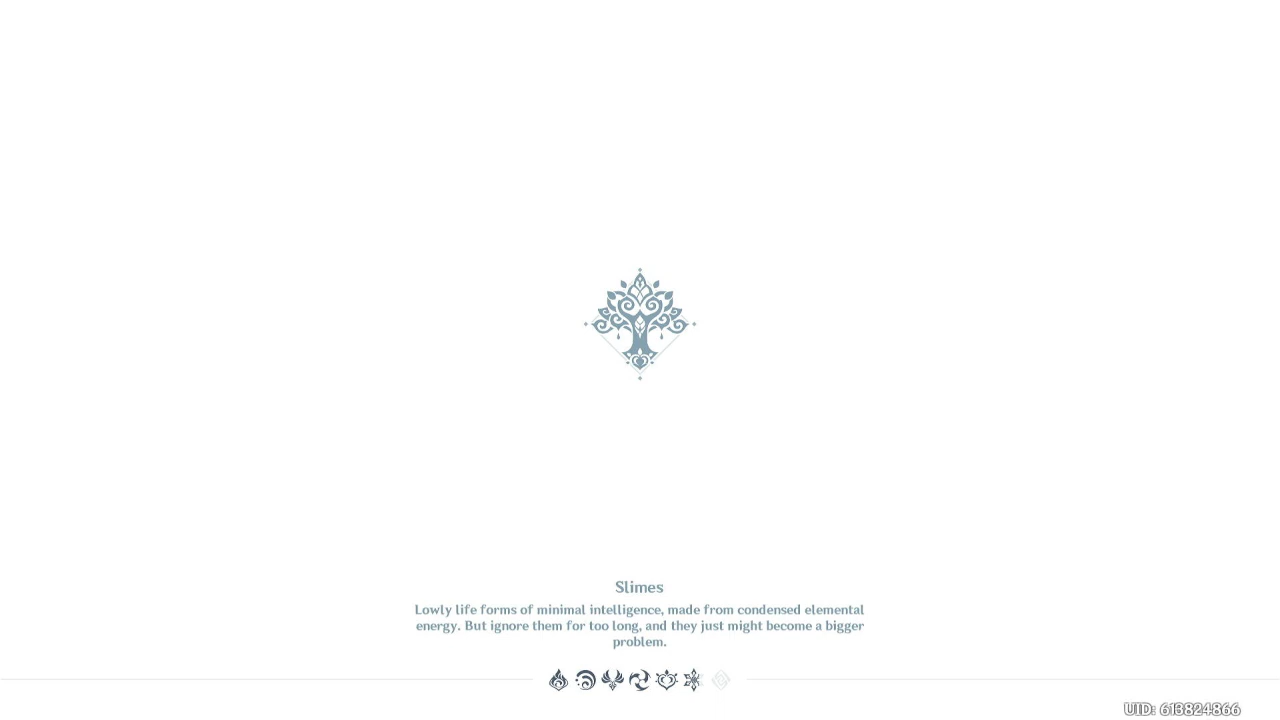 Slimes
Lowly life forms of minimal intelligence, made from condensed elemental
energy. But ignore them for too long, and they just might become a bigger
problem.
UID: 613824866